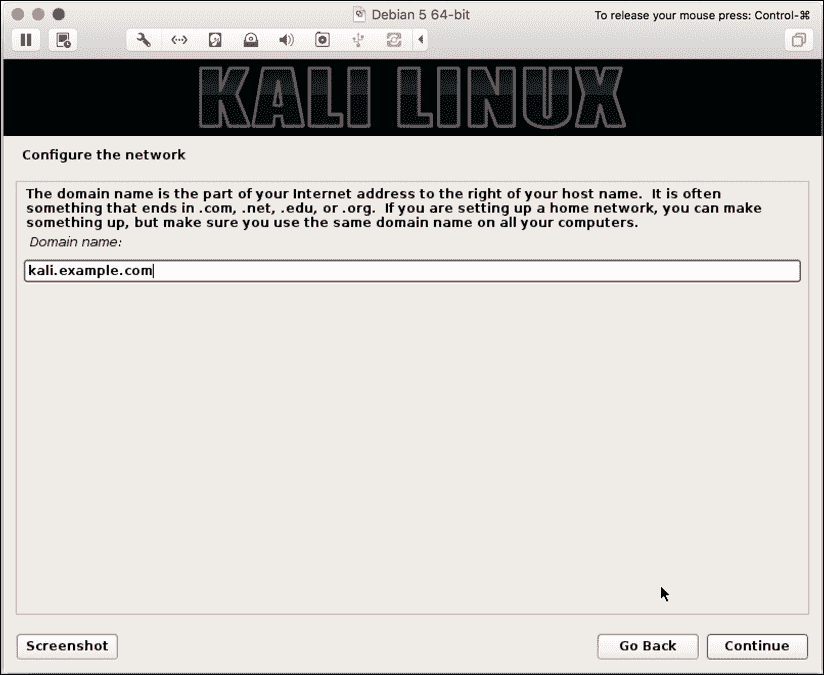 Debian 5 64-bit
To release your mouse press: Control-⌘
KALI LINUX
Configure the network
The domain name is the part of your Internet address to the right of your host name.  It is often
something that ends in .com, .net, .edu, or .org.  If you are setting up a home network, you can make
something up, but make sure you use the same domain name on all your computers.
Domain name:
kali.example.com
Screenshot
Go Back
Continue